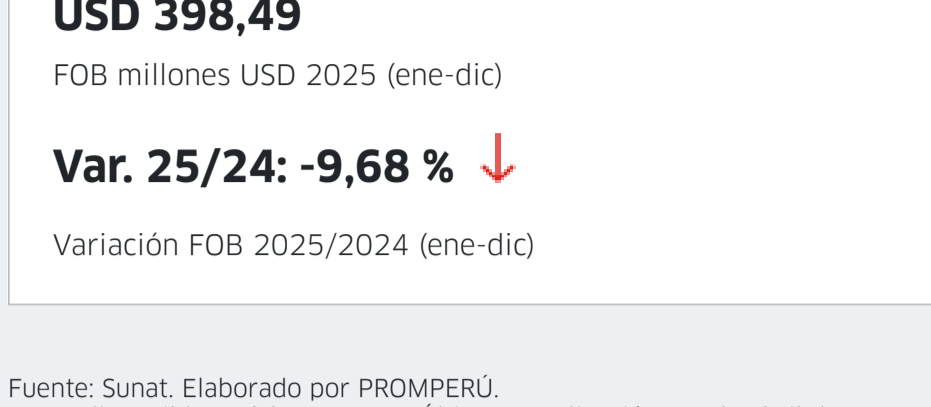 USD 398,49
FOB millones USD 2025 (ene-dic)
Var. 25/24: -9,68 %
Variación FOB 2025/2024 (ene-dic)
Fuente: Sunat. Elaborado por PROMPERÚ.